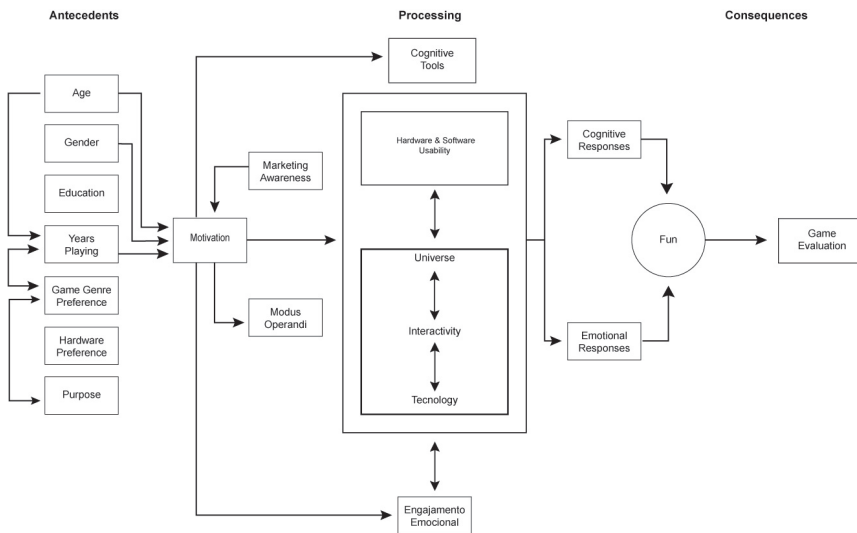 Antecedents
Processing
Consequences
Age
Gender
Education
Years
Playing
Game Genre
Preference
Hardware
Preference
Purpose
Motivation
Marketing
Awareness
Modus
Operandi
Cognitive
Tools
Hardware & Software
Usability
Universe
Interactivity
Tecnology
Engajamento
Emocional
Cognitive
Responses
Emotional
Responses
Fun
Game
Evaluation